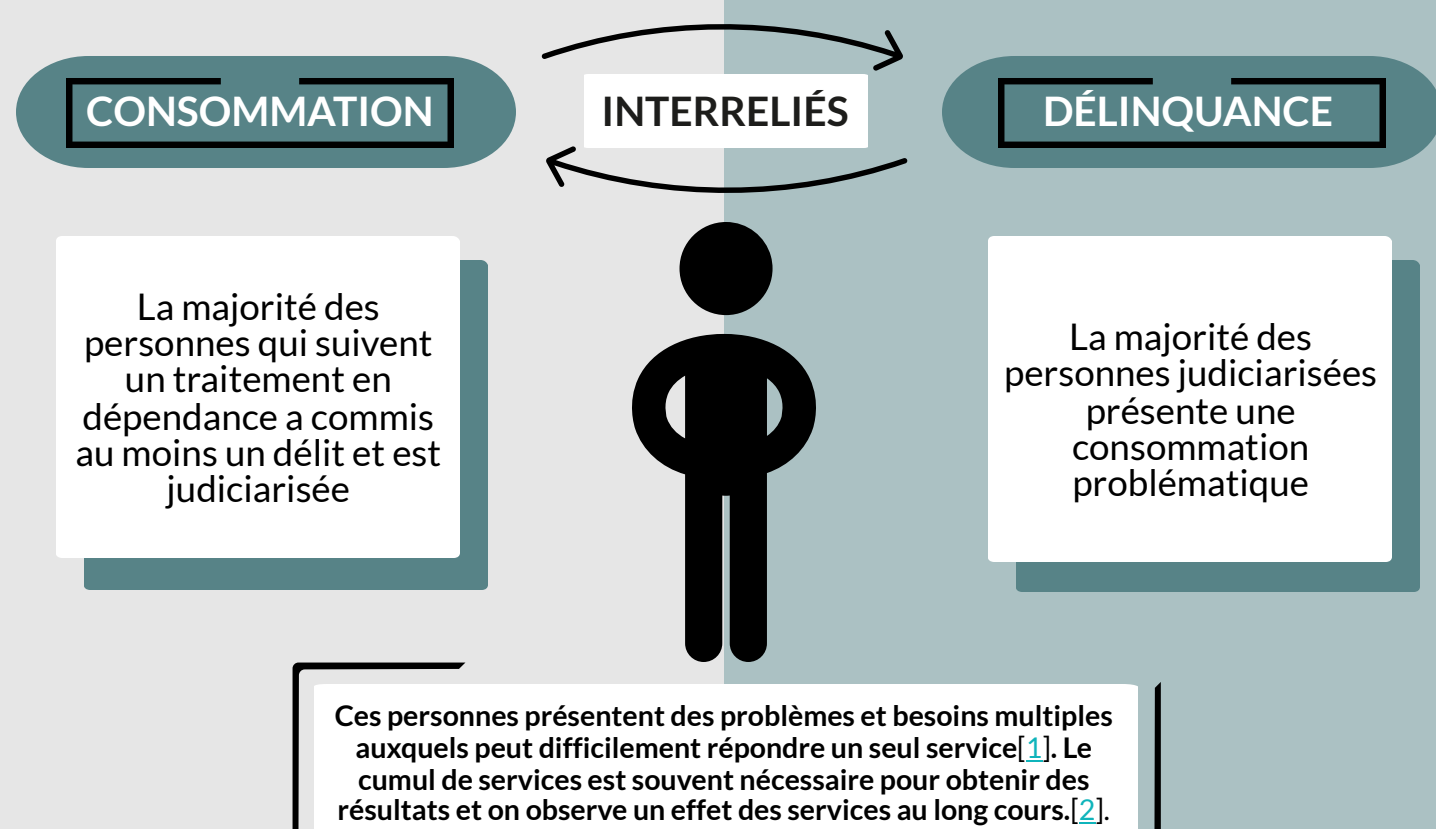 CONSOMMATION
INTERRELIÉS
DÉLINQUANCE
La majorité des
personnes qui suivent
un traitement en
dépendance a commis
au moins un délit et est
judiciarisée
La majorité des
personnes judiciarisées
présente une
consommation
problématique
Ces personnes présentent des problèmes et besoins multiples
auxquels peut difficilement répondre un seul service[1]. Le
cumul de services est souvent nécessaire pour obtenir des
résultats et on observe un effet des services au long cours.[2].